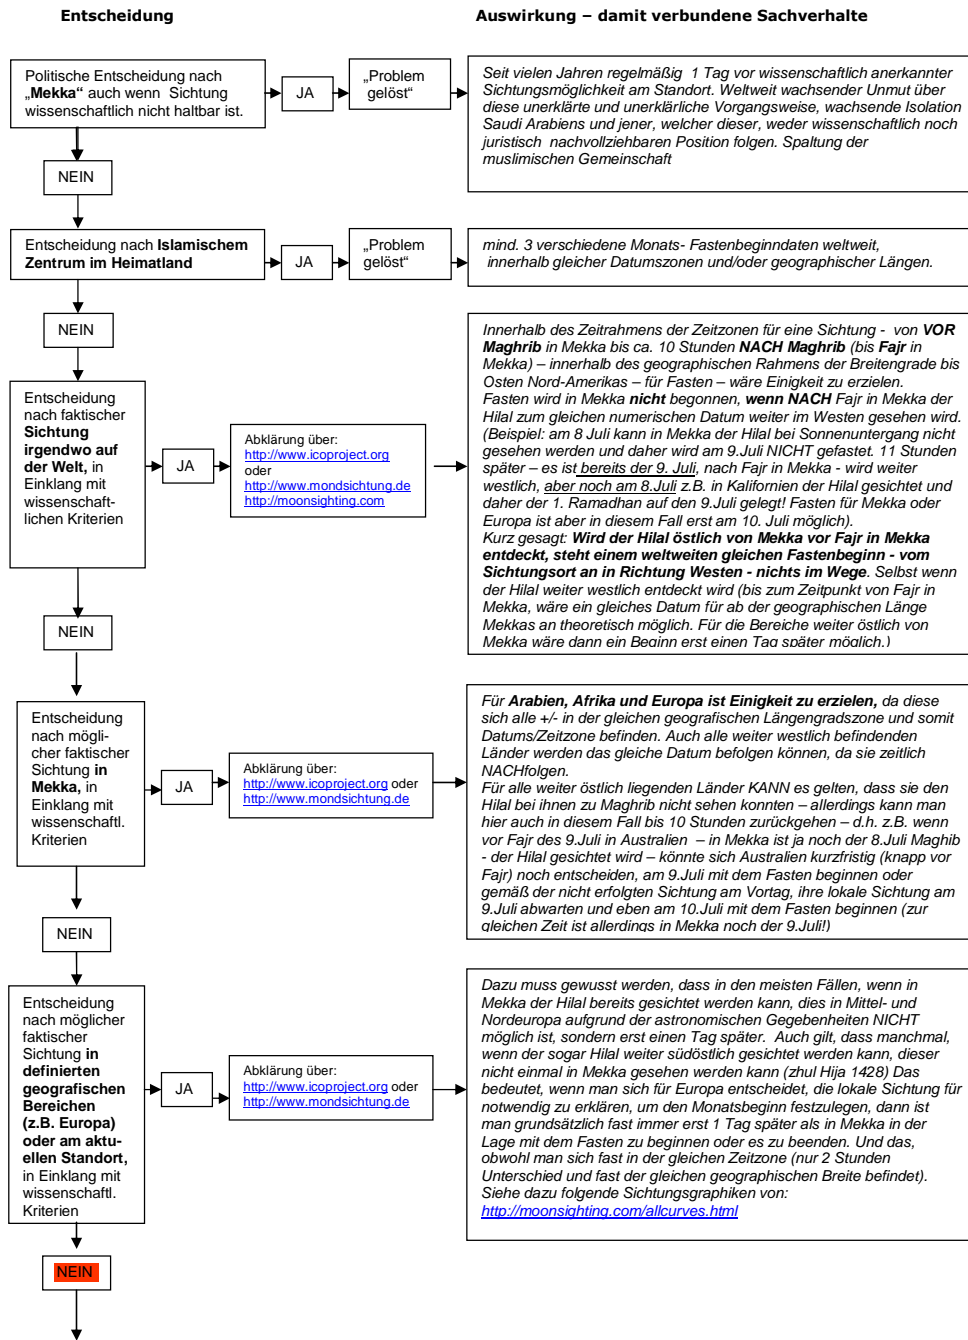 Entscheidung
Auswirkung – damit verbundene Sachverhalte
Politische Entscheidung nach
„Mekka“ auch wenn Sichtung
wissenschaftlich nicht haltbar ist.
JA
„Problem
gelöst“
Seit vielen Jahren regelmäßig 1 Tag vor wissenschaftlich anerkannter
Sichtungsmöglichkeit am Standort. Weltweit wachsender Unmut über
diese unerklärte und unerklärliche Vorgangsweise, wachsende Isolation
Saudi Arabiens und jener, welcher dieser, weder wissenschaftlich noch
juristisch nachvollziehbaren Position folgen. Spaltung der
muslimischen Gemeinschaft
NEIN
Entscheidung nach Islamischem
Zentrum im Heimatland
JA
„Problem
gelöst“
mind. 3 verschiedene Monats- Fastenbeginndaten weltweit,
innerhalb gleicher Datumszonen und/oder geographischer Längen.
NEIN
Entscheidung
nach faktischer
Sichtung
irgendwo auf
der Welt, in
Einklang mit
wissenschaft-
lichen Kriterien
JA
Abklärung über:
http://www.icoproject.org
oder
http://www.mondsichtung.de
http://moonsighting.com
Innerhalb des Zeitrahmens der Zeitzonen für eine Sichtung - von VOR
Maghrib in Mekka bis ca. 10 Stunden NACH Maghrib (bis Fajr in
Mekka) – innerhalb des geographischen Rahmens der Breitengrade bis
Osten Nord-Amerikas – für Fasten – wäre Einigkeit zu erzielen.
Fasten wird in Mekka nicht begonnen, wenn NACH Fajr in Mekka der
Hilal zum gleichen numerischen Datum weiter im Westen gesehen wird.
(Beispiel: am 8 Juli kann in Mekka der Hilal bei Sonnenuntergang nicht
gesehen werden und daher wird am 9.Juli NICHT gefastet. 11 Stunden
später – es ist bereits der 9. Juli, nach Fajr in Mekka - wird weiter
westlich, aber noch am 8.Juli z.B. in Kalifornien der Hilal gesichtet und
daher der 1. Ramadhan auf den 9.Juli gelegt! Fasten für Mekka oder
Europa ist aber in diesem Fall erst am 10. Juli möglich).
Kurz gesagt: Wird der Hilal östlich von Mekka vor Fajr in Mekka
entdeckt, steht einem weltweiten gleichen Fastenbeginn - vom
Sichtungsort an in Richtung Westen - nichts im Wege. Selbst wenn
der Hilal weiter westlich entdeckt wird (bis zum Zeitpunkt von Fajr in
Mekka, wäre ein gleiches Datum für ab der geographischen Länge
Mekkas an theoretisch möglich. Für die Bereiche weiter östlich von
Mekka wäre dann ein Beginn erst einen Tag später möglich.)
NEIN
Entscheidung
nach mögli-
cher faktischer
Sichtung in
Mekka, in
Einklang mit
wissenschaftl.
Kriterien
JA
Abklärung über:
http://www.icoproject.org oder
http://www.mondsichtung.de
Für Arabien, Afrika und Europa ist Einigkeit zu erzielen, da diese
sich alle +/- in der gleichen geografischen Längengradszone und somit
Datums/Zeitzone befinden. Auch alle weiter westlich befindenden
Länder werden das gleiche Datum befolgen können, da sie zeitlich
NACHfolgen.
Für alle weiter östlich liegenden Länder KANN es gelten, dass sie den
Hilal bei ihnen zu Maghrib nicht sehen konnten – allerdings kann man
hier auch in diesem Fall bis 10 Stunden zurückgehen – d.h. z.B. wenn
vor Fajr des 9.Juli in Australien – in Mekka ist ja noch der 8.Juli Maghib
- der Hilal gesichtet wird – könnte sich Australien kurzfristig (knapp vor
Fajr) noch entscheiden, am 9.Juli mit dem Fasten beginnen oder
gemäß der nicht erfolgten Sichtung am Vortag, ihre lokale Sichtung am
9.Juli abwarten und eben am 10.Juli mit dem Fasten beginnen (zur
gleichen Zeit ist allerdings in Mekka noch der 9.Juli!)
NEIN
Entscheidung
nach möglicher
faktischer
Sichtung in
definierten
geografischen
Bereichen
(z.B. Europa)
oder am aktu-
ellen Standort,
in Einklang mit
wissenschaftl.
Kriterien
JA
Abklärung über:
http://www.icoproject.org oder
http://www.mondsichtung.de
Dazu muss gewusst werden, dass in den meisten Fällen, wenn in
Mekka der Hilal bereits gesichtet werden kann, dies in Mittel- und
Nordeuropa aufgrund der astronomischen Gegebenheiten NICHT
möglich ist, sondern erst einen Tag später. Auch gilt, dass manchmal,
wenn der sogar Hilal weiter südöstlich gesichtet werden kann, dieser
nicht einmal in Mekka gesehen werden kann (zhul Hija 1428) Das
bedeutet, wenn man sich für Europa entscheidet, die lokale Sichtung für
notwendig zu erklären, um den Monatsbeginn festzulegen, dann ist
man grundsätzlich fast immer erst 1 Tag später als in Mekka in der
Lage mit dem Fasten zu beginnen oder es zu beenden. Und das,
obwohl man sich fast in der gleichen Zeitzone (nur 2 Stunden
Unterschied und fast der gleichen geographischen Breite befindet).
Siehe dazu folgende Sichtungsgraphiken von:
http://moonsighting.com/allcurves.html
NEIN